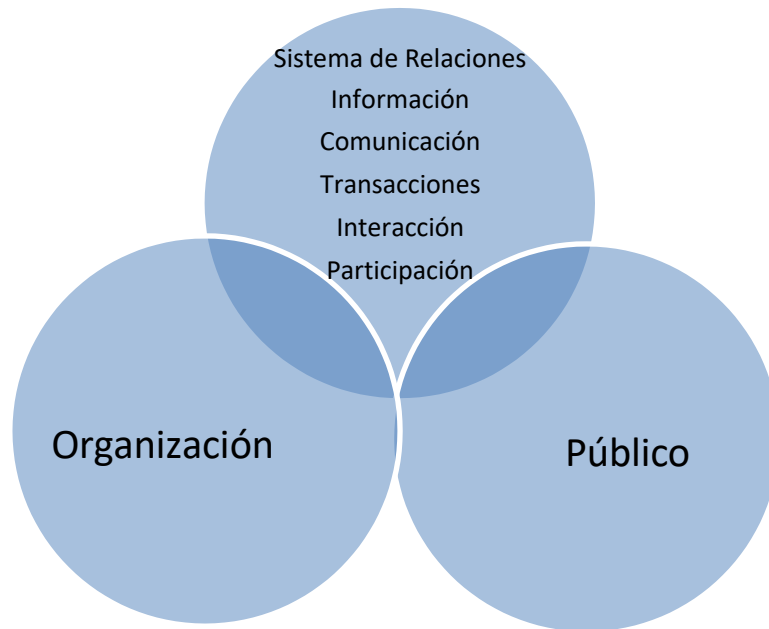 Sistema de Relaciones
Información
Comunicación
Transacciones
Interacción
Participación
Organización
Público